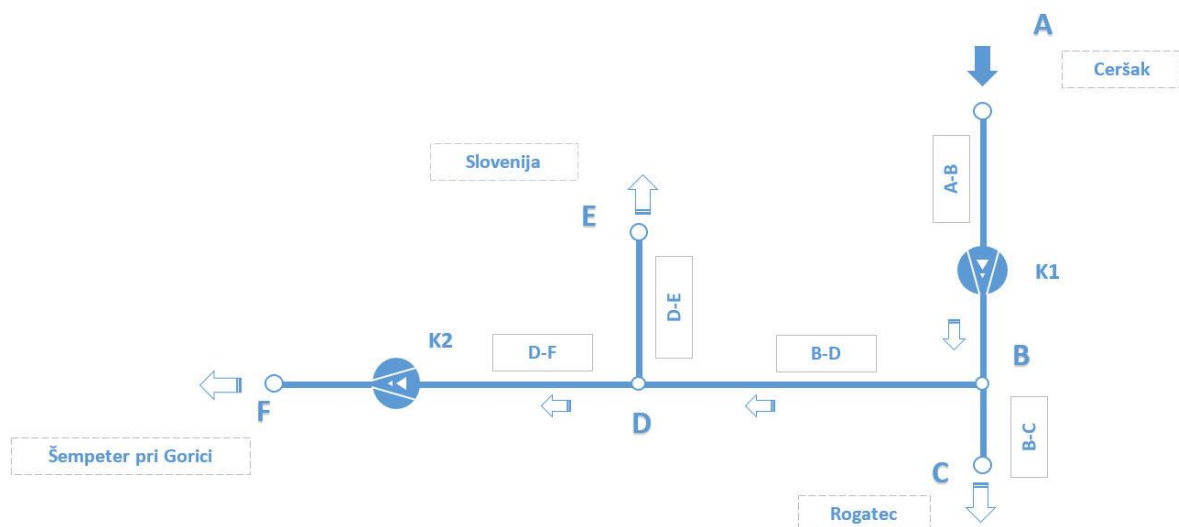 A
Ceršak
Slovenija
A-B
E
K1
D-E
K2
D-F
B-D
B
F
D
B-C
Šempeter pri Gorici
C
Rogatec